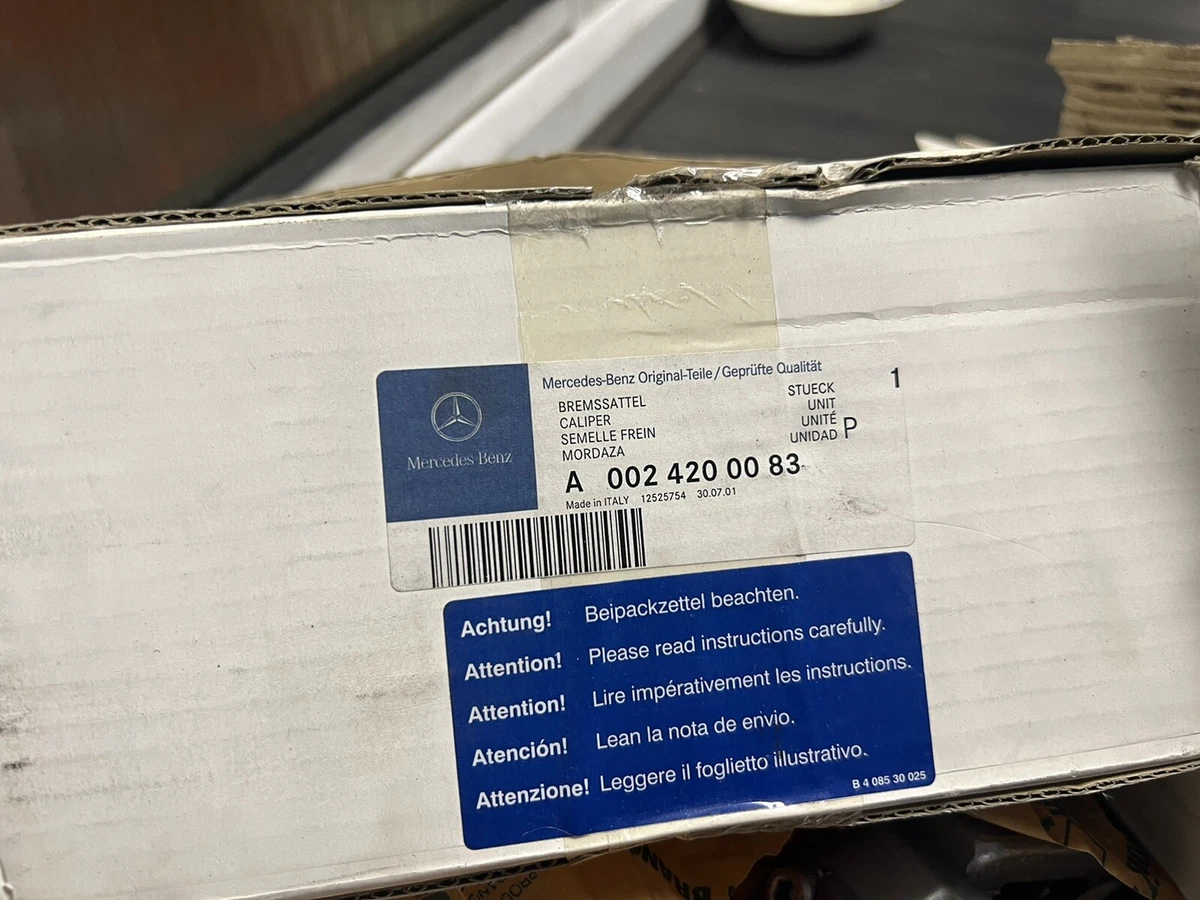 Mercedes-Benz
Mercedes-Benz Original-Teile/Geprüfte Qualität
BREMSSATTEL
CALIPER
SEMELLE FREIN
MORDAZA
STUECK 1
UNIT
UNITÉ
UNIDAD P
A 002 420 00 83
Made in ITALY 12525754 30.07.01
Achtung! Beipackzettel beachten.
Attention! Please read instructions carefully.
Attention! Lire impérativement les instructions.
Atención! Lean la nota de envio.
Attenzione! Leggere il foglietto illustrativo.
B 4 085 30 025